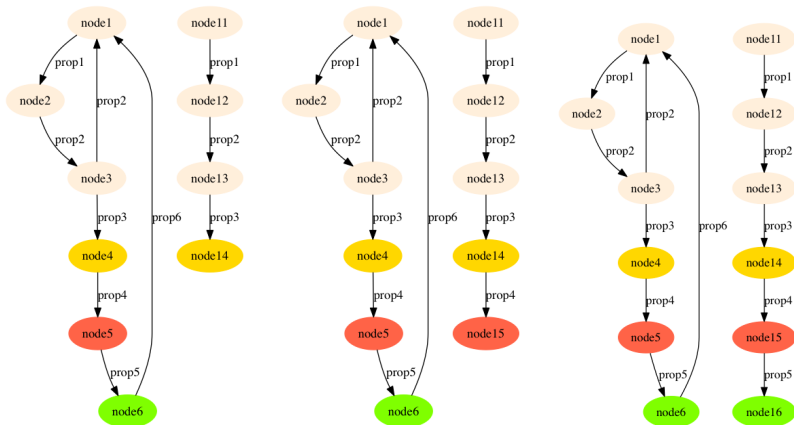 node1 node11
prop1 prop1
node2 node12
prop2 prop2 prop2
node3 node13
prop3 prop6 prop3
node4 node14
prop4
node5
prop5
node6
node1 node11
prop1 prop1
node2 node12
prop2 prop2 prop2
node3 node13
prop3 prop6 prop3
node4 node14
prop4 prop4
node5 node15
prop5
node6
node1 node11
prop1 prop1
node2 node12
prop2 prop2 prop2
node3 node13
prop3 prop6 prop3
node4 node14
prop4 prop4
node5 node15
prop5 prop5
node6 node16